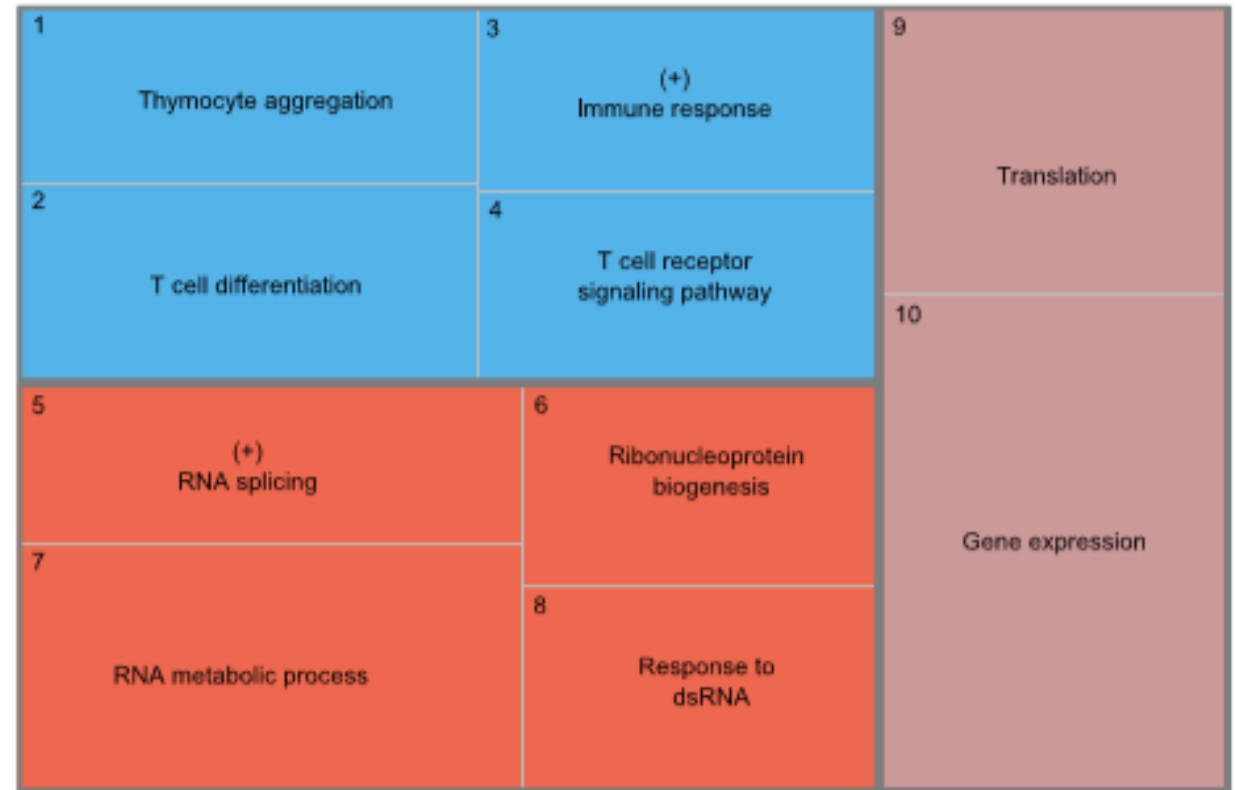 1
Thymocyte aggregation
2
T cell differentiation
3
(+)
Immune response
4
T cell receptor
signaling pathway
5
(+)
RNA splicing
6
Ribonucleoprotein
biogenesis
7
RNA metabolic process
8
Response to
dsRNA
9
Translation
10
Gene expression